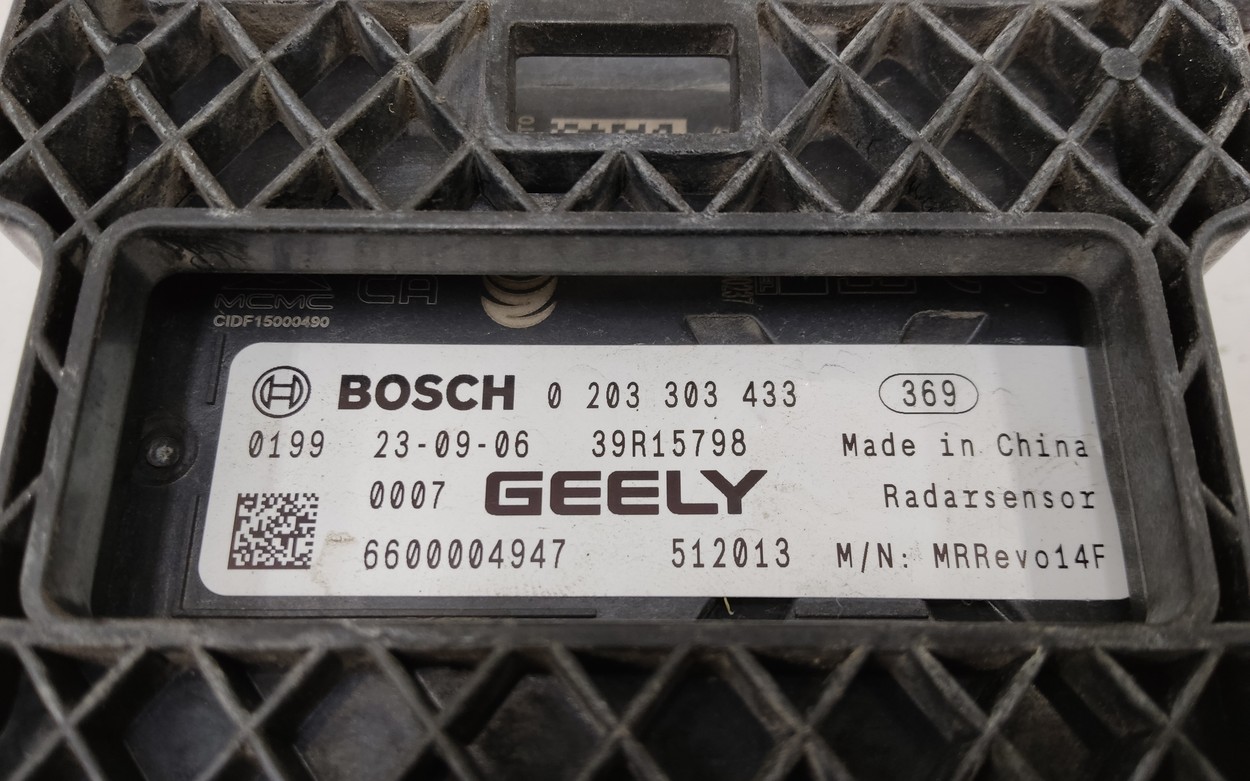 MCMC CA
CIDF15000490
BOSCH 0 203 303 433 369
0199 23-09-06 39R15798 Made in China
0007 GEELY Radarsensor
6600004947 512013 M/N: MRRevo14F